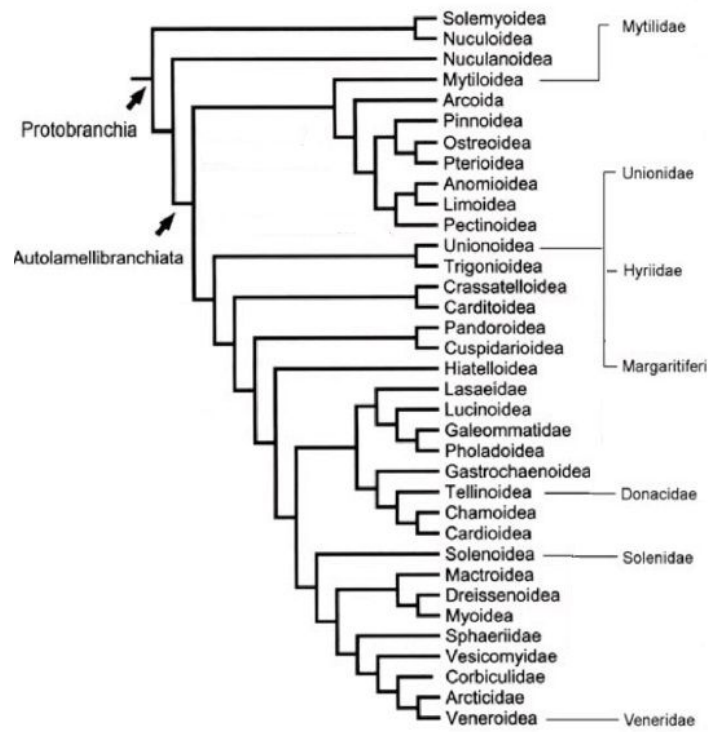 Solemyoidea
Mytilidae
Nuculoidea
Nuculanoidea
Mytiloidea
Arcoida
Protobranchia
Pinnoidea
Ostreoidea
Pterioidea
Unionidae
Anomioidea
Limoidea
Pectinoidea
Autolamellibranchiata
Unionoidea
Trigonioidea
Hyriidae
Crassatelloidea
Carditoidea
Pandoroidea
Cuspidarioidea
Hiatelloidea
Margaritiferi
Lasaeidae
Lucinoidea
Galeommatidae
Pholadoidea
Gastrochaenoidea
Tellinoidea
Donacidae
Chamoidea
Cardioidea
Solenoidea
Solenidae
Mactroidea
Dreissenoidea
Myoidea
Sphaeriidae
Vesicomyidae
Corbiculidae
Arcticidae
Veneroidea
Veneridae